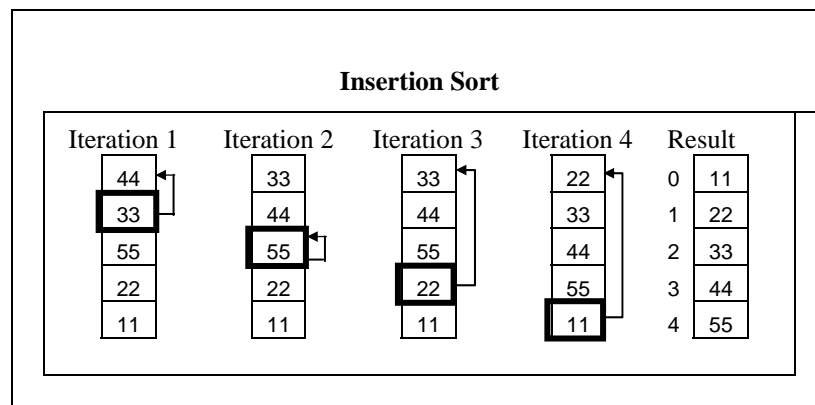 Insertion Sort
Iteration 1 Iteration 2 Iteration 3 Iteration 4 Result
44 33 33 22 0 11
33 44 44 33 1 22
55 55 55 44 2 33
22 22 22 55 3 44
11 11 11 11 4 55